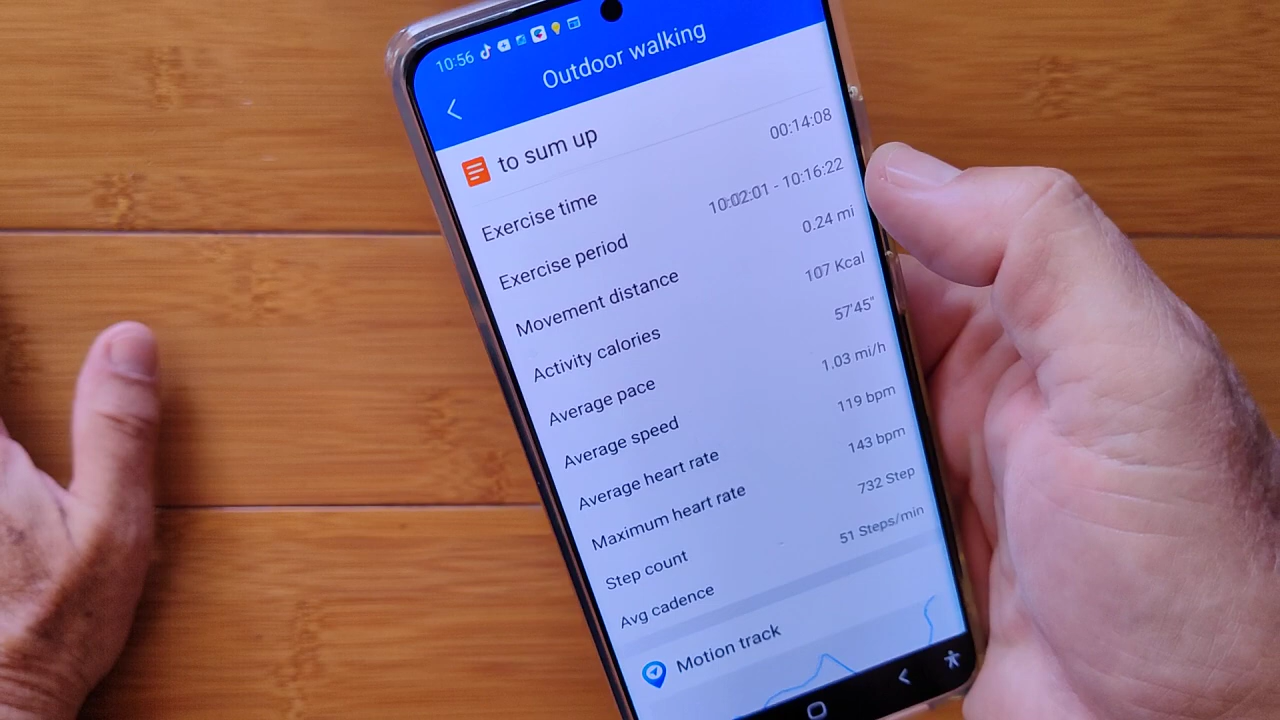 10:56
Outdoor walking
to sum up
Exercise time 00:14:08
Exercise period 10:02:01 - 10:16:22
Movement distance 0.24 mi
Activity calories 107 Kcal
Average pace 57'45"
Average speed 1.03 mi/h
Average heart rate 119 bpm
Maximum heart rate 143 bpm
Step count 732 Step
Avg cadence 51 Steps/min
Motion track